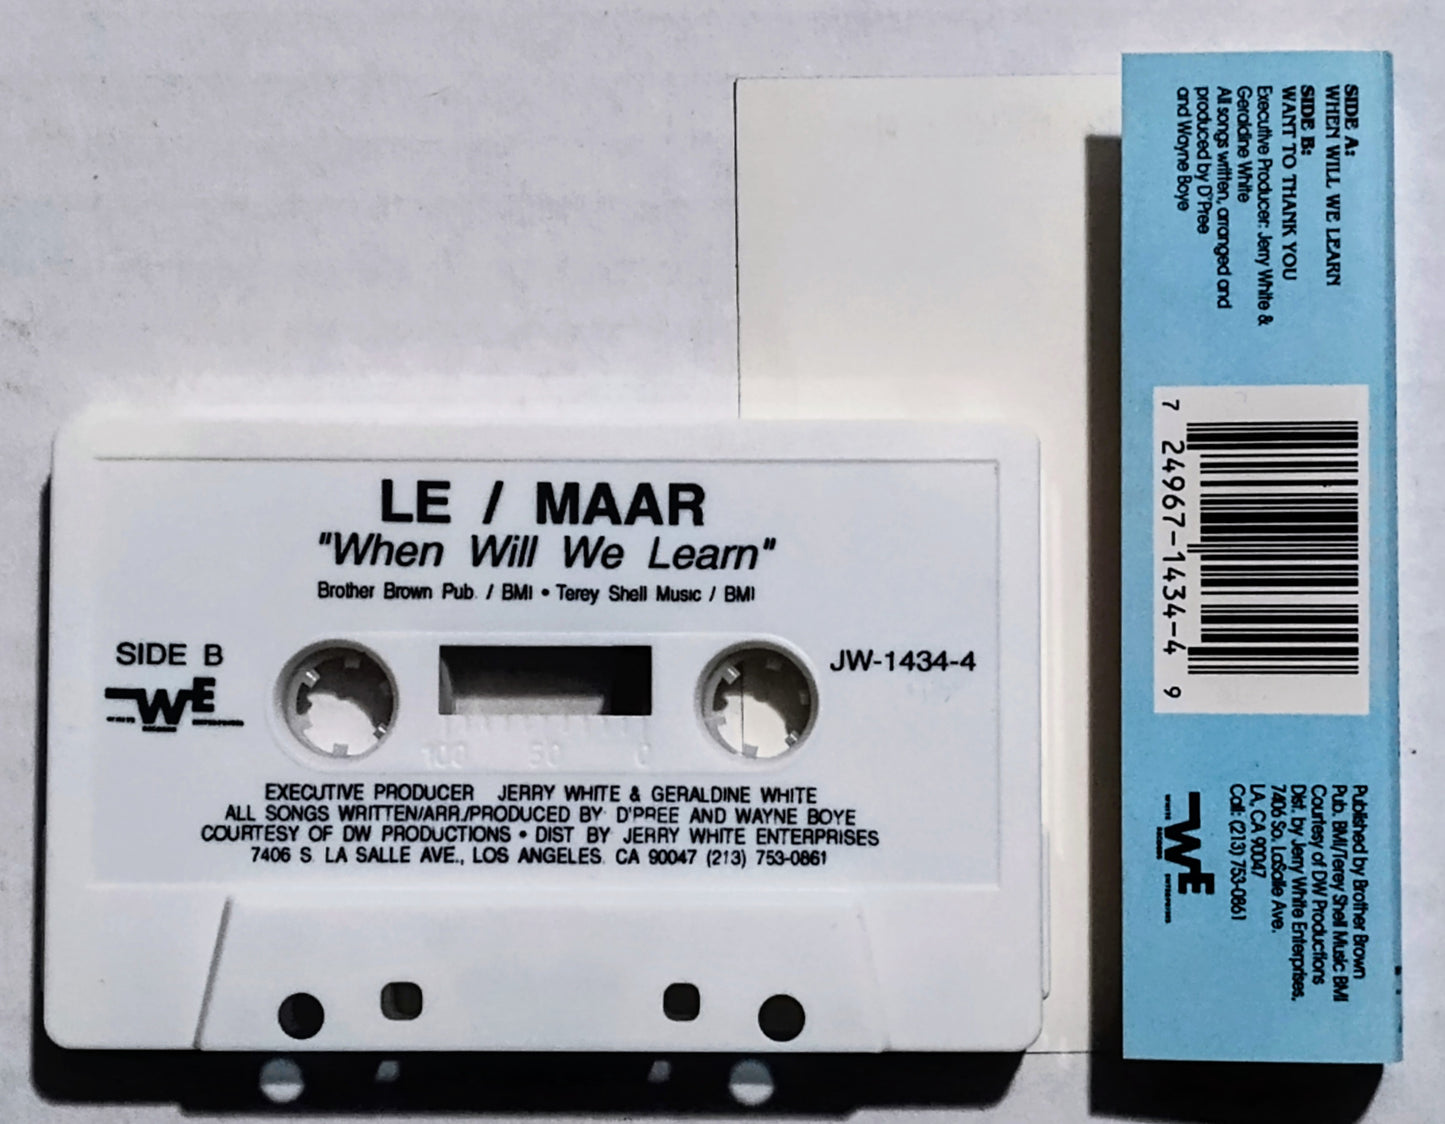 LE / MAAR
"When Will We Learn"
Brother Brown Pub. / BMI • Terey Shell Music / BMI
SIDE B
WE
JW-1434-4
100 50 0
EXECUTIVE PRODUCER JERRY WHITE & GERALDINE WHITE
ALL SONGS WRITTEN/ARR./PRODUCED BY: D'PREE AND WAYNE BOYE
COURTESY OF DW PRODUCTIONS • DIST BY JERRY WHITE ENTERPRISES
7406 S. LA SALLE AVE., LOS ANGELES. CA 90047 (213) 753-0861
SIDE A:
WHEN WILL WE LEARN
SIDE B:
WANT TO THANK YOU
Executive Producer: Jerry White &
Geraldine White
All songs written, arranged and
produced by D'Pree
and Wayne Boye
7 24967-1434-4 9
Published by Brother Brown
Pub. BMI/Terey Shell Music BMI
Courtesy of DW Productions
Dist. by Jerry White Enterprises,
7406 So. LaSalle Ave.
LA, CA 90047
Call: (213) 753-0861
WE